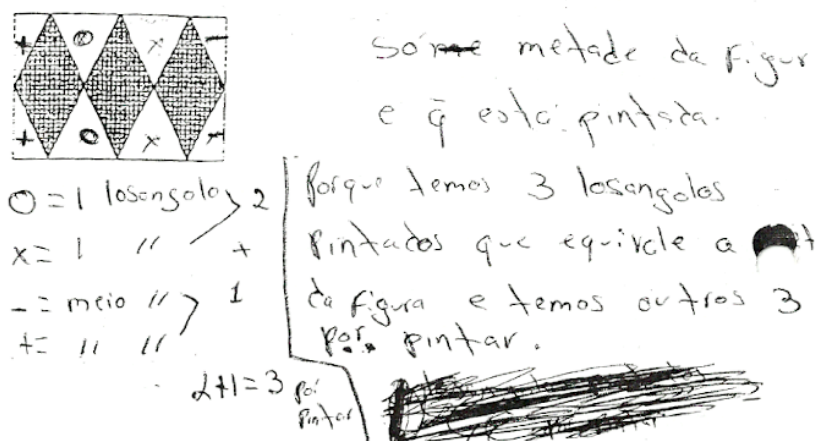 Só metade da figur
e q̃ está pintada.
O = 1 losangolo > 2
x = 1 " +
- = meio " > 1
+ = " "
2+1=3 por
pintar
Porque temos 3 losangolos
Pintados que equivale a
da figura e temos outros 3
por pintar.